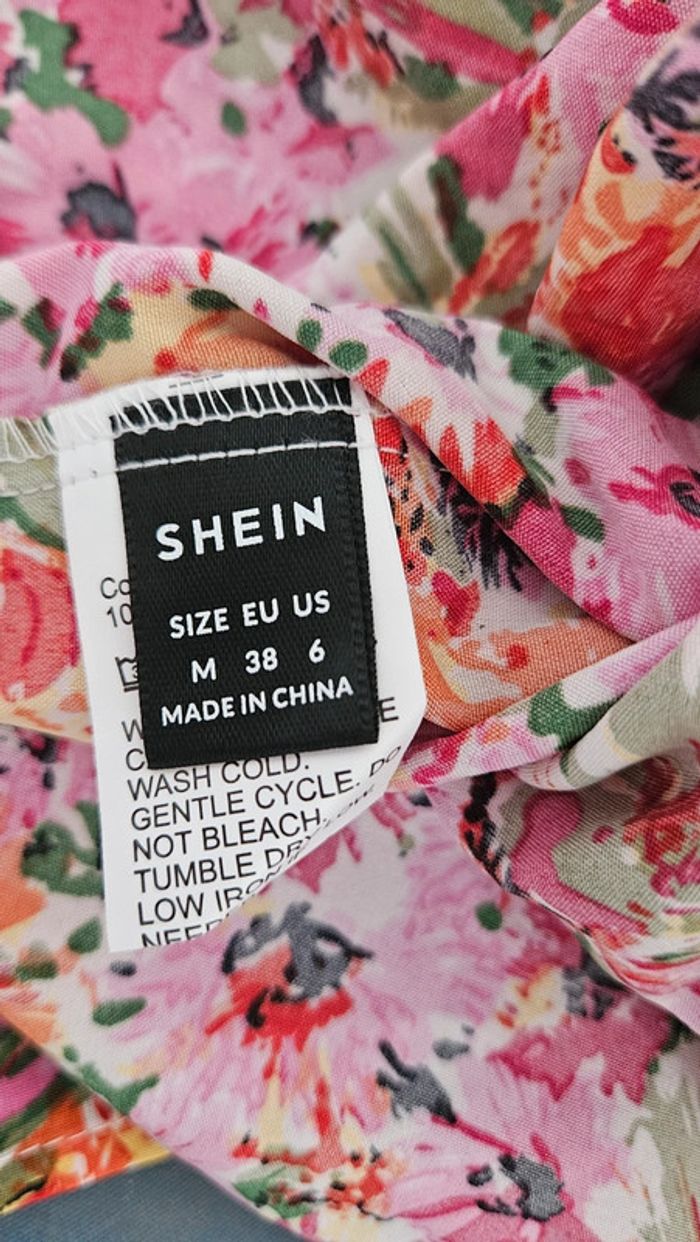 SHEIN
SIZE EU US
M 38 6
MADE IN CHINA
WASH COLD.
GENTLE CYCLE. DO
NOT BLEACH.
TUMBLE DRY
LOW IRON